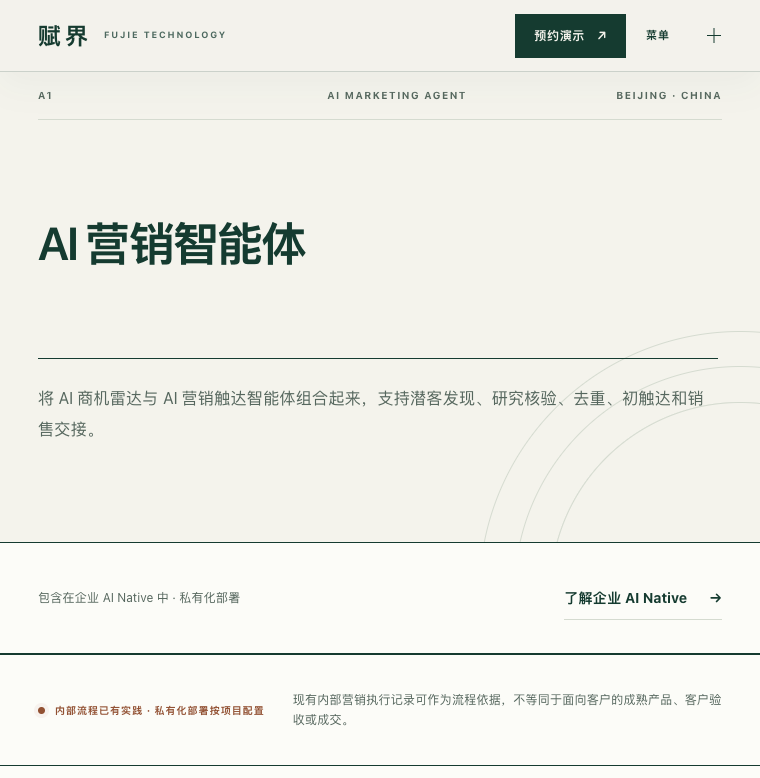 赋界 FUJIE TECHNOLOGY 预约演示 菜单
A1 AI MARKETING AGENT BEIJING · CHINA
AI 营销智能体
将 AI 商机雷达与 AI 营销触达智能体组合起来，支持潜客发现、研究核验、去重、初触达和销
售交接。
包含在企业 AI Native 中 · 私有化部署 了解企业 AI Native →
内部流程已有实践 · 私有化部署按项目配置
现有内部营销执行记录可作为流程依据，不等同于面向客户的成熟产品、客户验
收或成交。